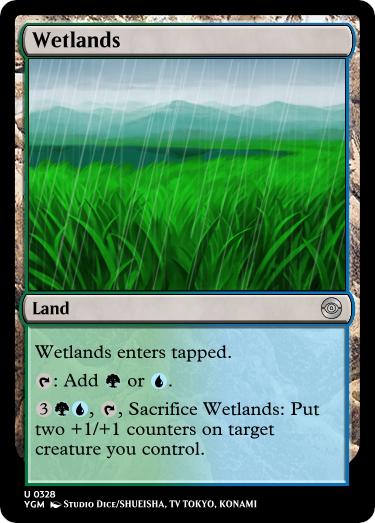 Wetlands
Land
Wetlands enters tapped.
: Add or .
3 , , Sacrifice Wetlands: Put
two +1/+1 counters on target
creature you control.
U 0328
YGM Studio Dice/SHUEISHA, TV TOKYO, KONAMI